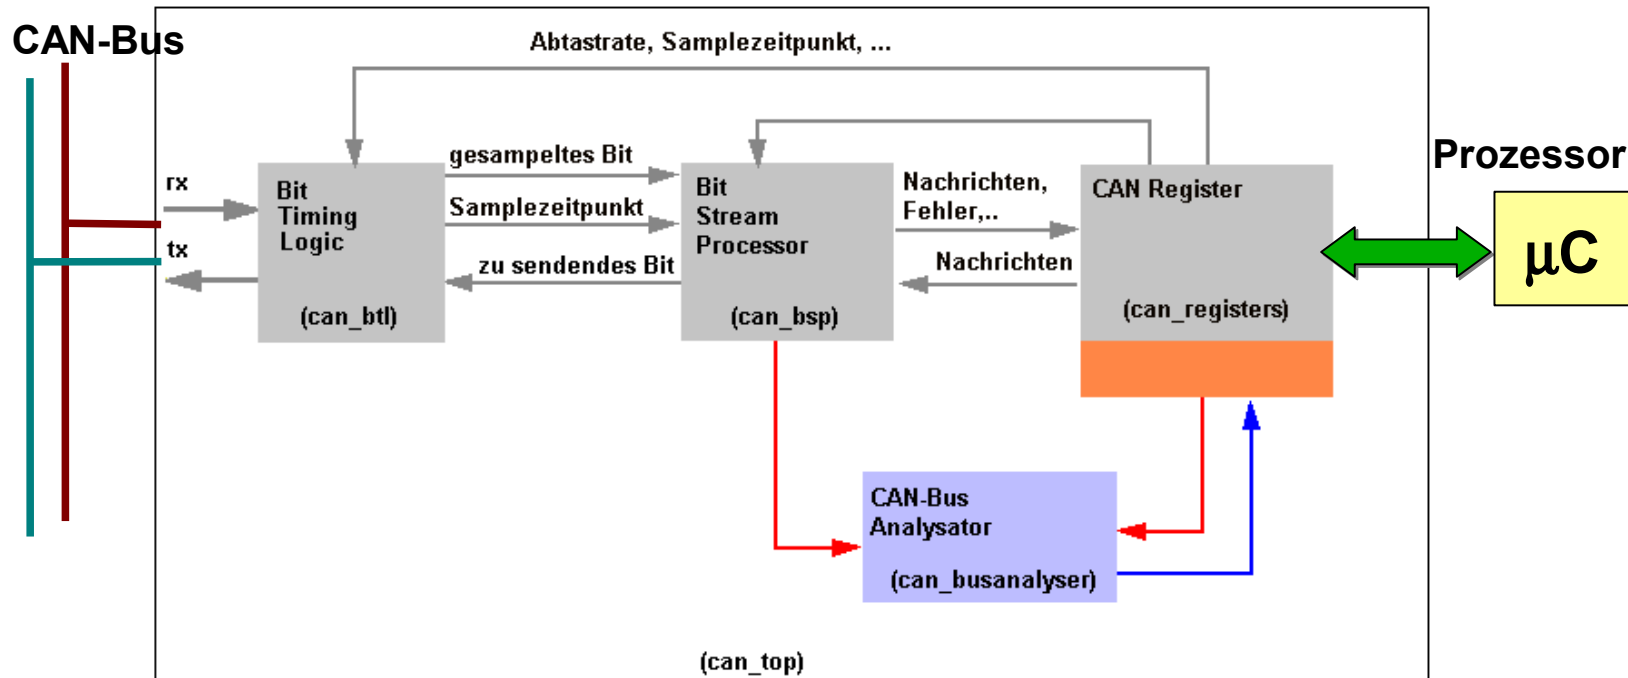 CAN-Bus
Abtastrate, Samplezeitpunkt, ...
Prozessor
rx
tx
Bit
Timing
Logic
(can_btl)
gesampeltes Bit
Samplezeitpunkt
zu sendendes Bit
Bit
Stream
Processor
(can_bsp)
Nachrichten,
Fehler,..
Nachrichten
CAN Register
(can_registers)
µC
CAN-Bus
Analysator
(can_busanalyser)
(can_top)